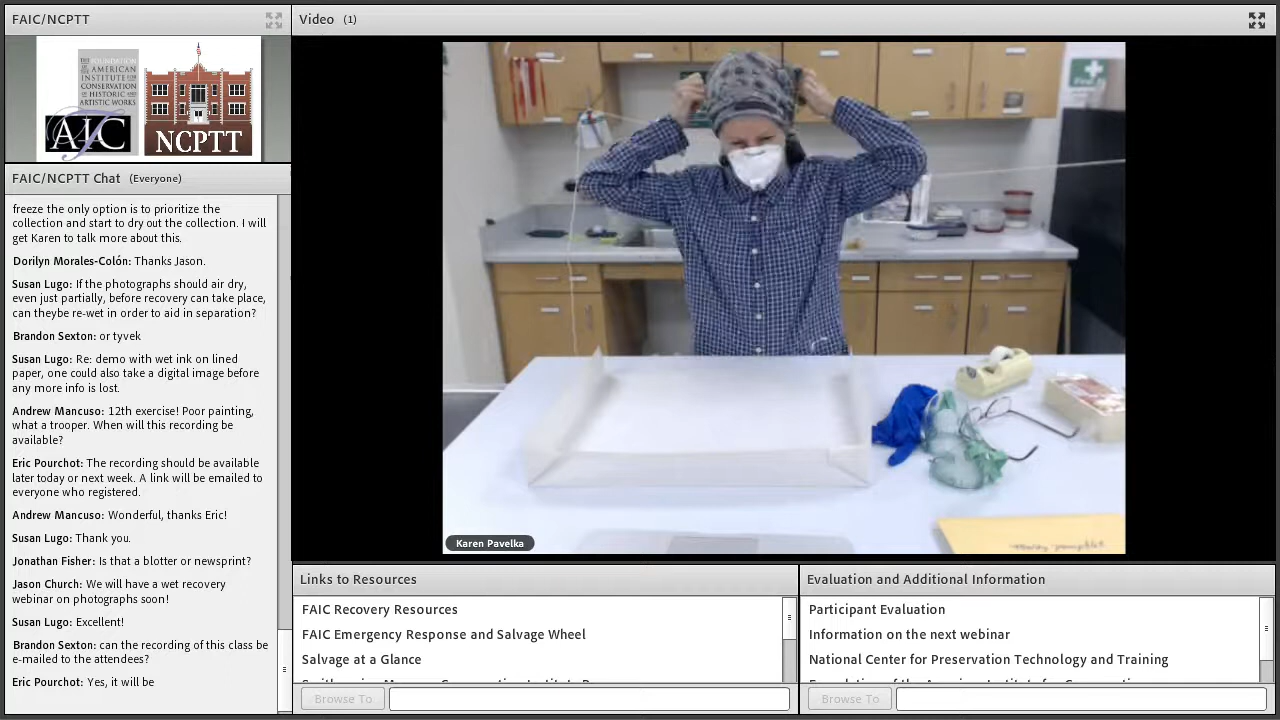 FAIC/NCPTT
THE FOUNDATION
OF THE AMERICAN
INSTITUTE FOR
CONSERVATION
OF HISTORIC AND
ARTISTIC WORKS
AIC
NCPTT
FAIC/NCPTT Chat (Everyone)
freeze the only option is to prioritize the
collection and start to dry out the collection. I will
get Karen to talk more about this.
Dorilyn Morales-Colón: Thanks Jason.
Susan Lugo: If the photographs should air dry,
even just partially, before recovery can take place,
can theybe re-wet in order to aid in separation?
Brandon Sexton: or tyvek
Susan Lugo: Re: demo with wet ink on lined
paper, one could also take a digital image before
any more info is lost.
Andrew Mancuso: 12th exercise! Poor painting,
what a trooper. When will this recording be
available?
Eric Pourchot: The recording should be available
later today or next week. A link will be emailed to
everyone who registered.
Andrew Mancuso: Wonderful, thanks Eric!
Susan Lugo: Thank you.
Jonathan Fisher: Is that a blotter or newsprint?
Jason Church: We will have a wet recovery
webinar on photographs soon!
Susan Lugo: Excellent!
Brandon Sexton: can the recording of this class be
e-mailed to the attendees?
Eric Pourchot: Yes, it will be
Video (1)
Karen Pavelka
Links to Resources
FAIC Recovery Resources
FAIC Emergency Response and Salvage Wheel
Salvage at a Glance
Browse To
Evaluation and Additional Information
Participant Evaluation
Information on the next webinar
National Center for Preservation Technology and Training
Browse To